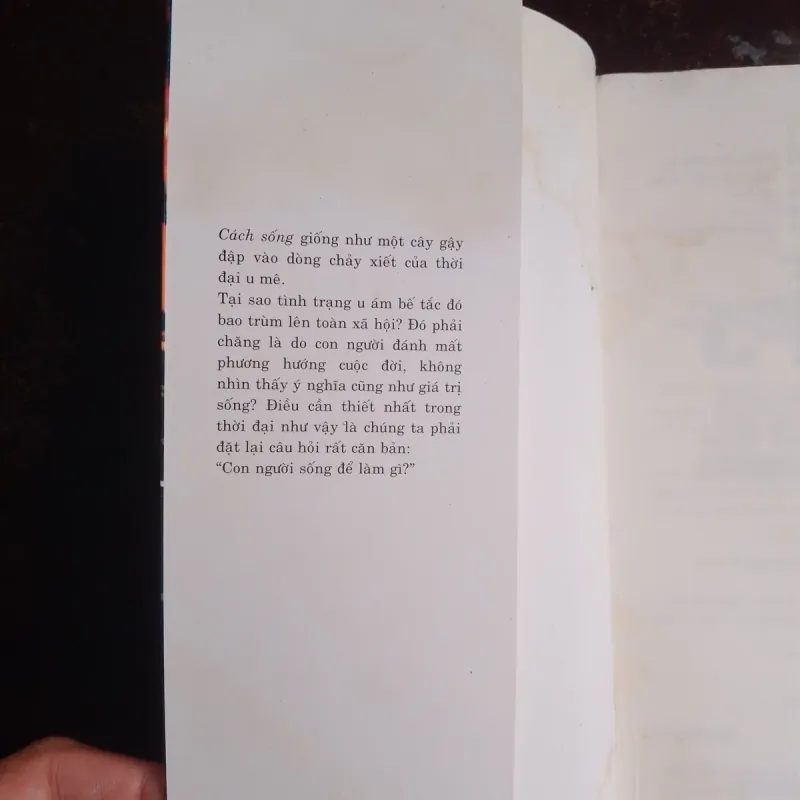 Cách sống giống như một cây gậy
đập vào dòng chảy xiết của thời
đại u mê.
Tại sao tình trạng u ám bế tắc đó
bao trùm lên toàn xã hội? Đó phải
chăng là do con người đánh mất
phương hướng cuộc đời, không
nhìn thấy ý nghĩa cũng như giá trị
sống? Điều cần thiết nhất trong
thời đại như vậy là chúng ta phải
đặt lại câu hỏi rất căn bản:
“Con người sống để làm gì?”